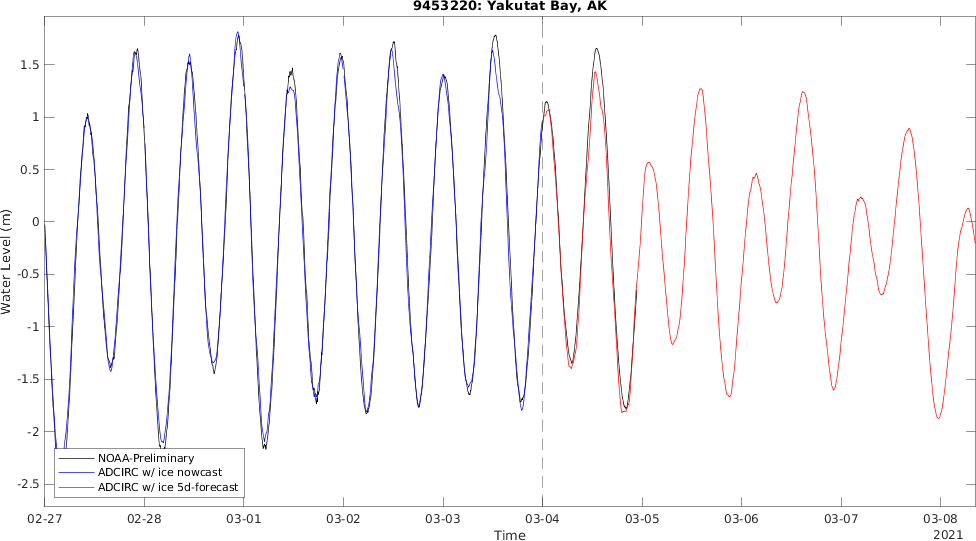 9453220: Yakutat Bay, AK
Water Level (m)
1.5
1
0.5
0
-0.5
-1
-1.5
-2
-2.5
NOAA-Preliminary
ADCIRC w/ ice nowcast
ADCIRC w/ ice 5d-forecast
02-27 02-28 03-01 03-02 03-03 03-04 03-05 03-06 03-07 03-08
Time
2021